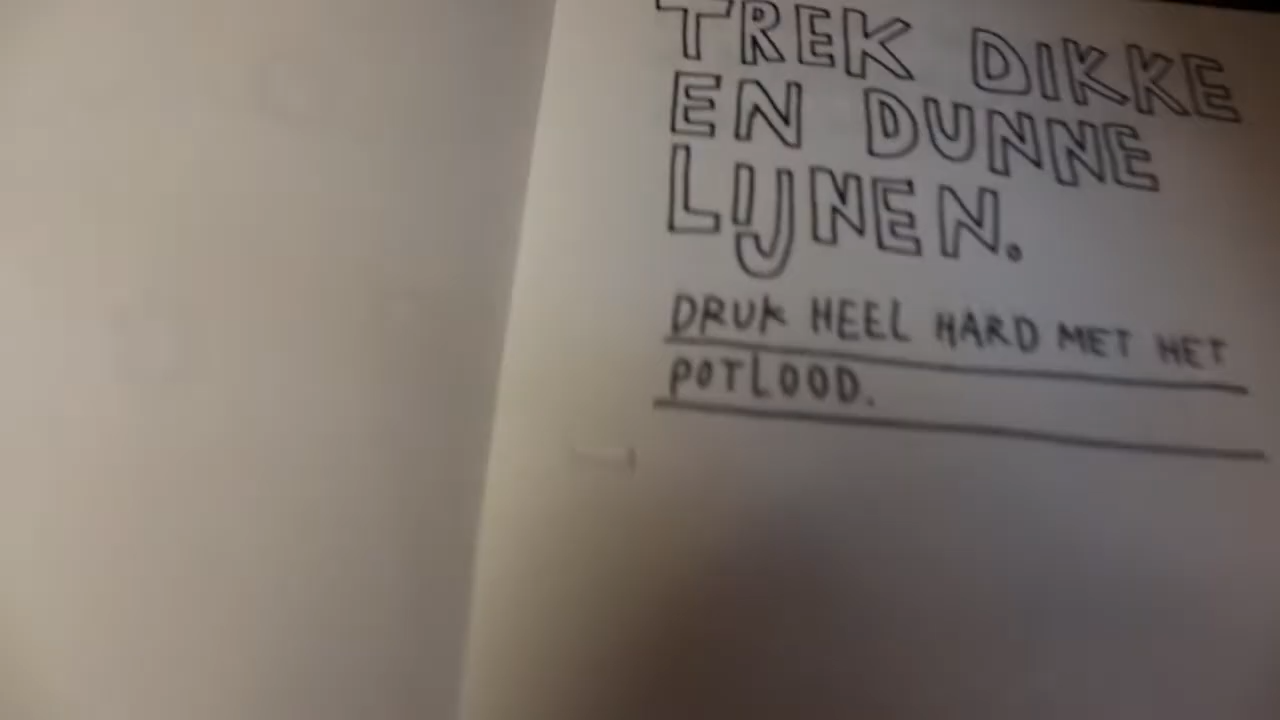 TREK DIKKE
EN DUNNE
LIJNEN.
DRUK HEEL HARD MET HET
POTLOOD.